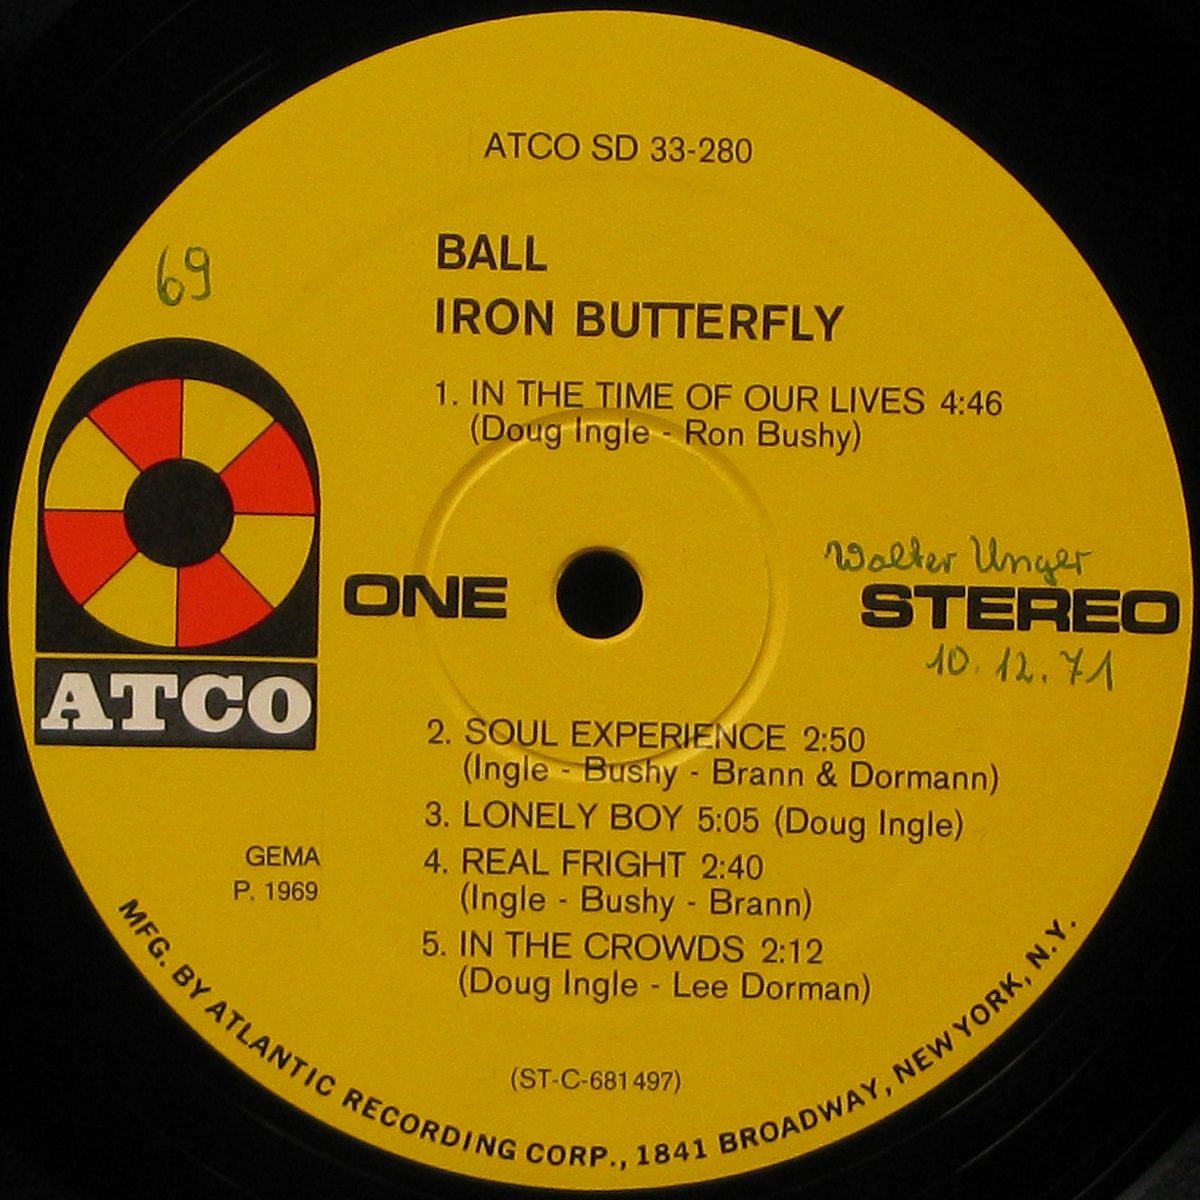 ATCO SD 33-280
69
BALL
IRON BUTTERFLY
1. IN THE TIME OF OUR LIVES 4:46
(Doug Ingle - Ron Bushy)
Walter Unger
ONE
STEREO
10.12.71
ATCO
2. SOUL EXPERIENCE 2:50
(Ingle - Bushy - Brann & Dormann)
3. LONELY BOY 5:05 (Doug Ingle)
4. REAL FRIGHT 2:40
(Ingle - Bushy - Brann)
5. IN THE CROWDS 2:12
(Doug Ingle - Lee Dorman)
GEMA
P. 1969
(ST-C-681497)
MFG. BY ATLANTIC RECORDING CORP., 1841 BROADWAY, NEW YORK, N.Y.